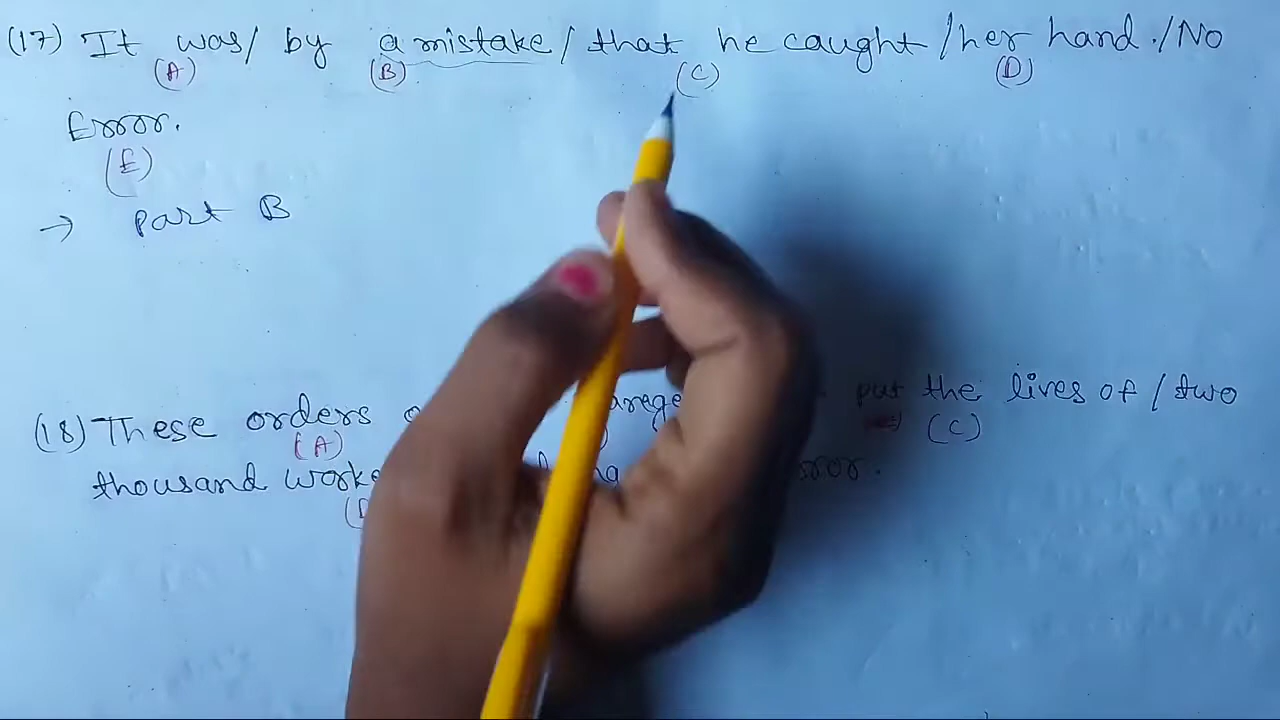 (17) It was/ by a mistake / that he caught /her hand. /No
(A) (B) (C) (D)
Error.
(E)
→ Part B
(18) These orders put the lives of / two
(A) (C)
thousand